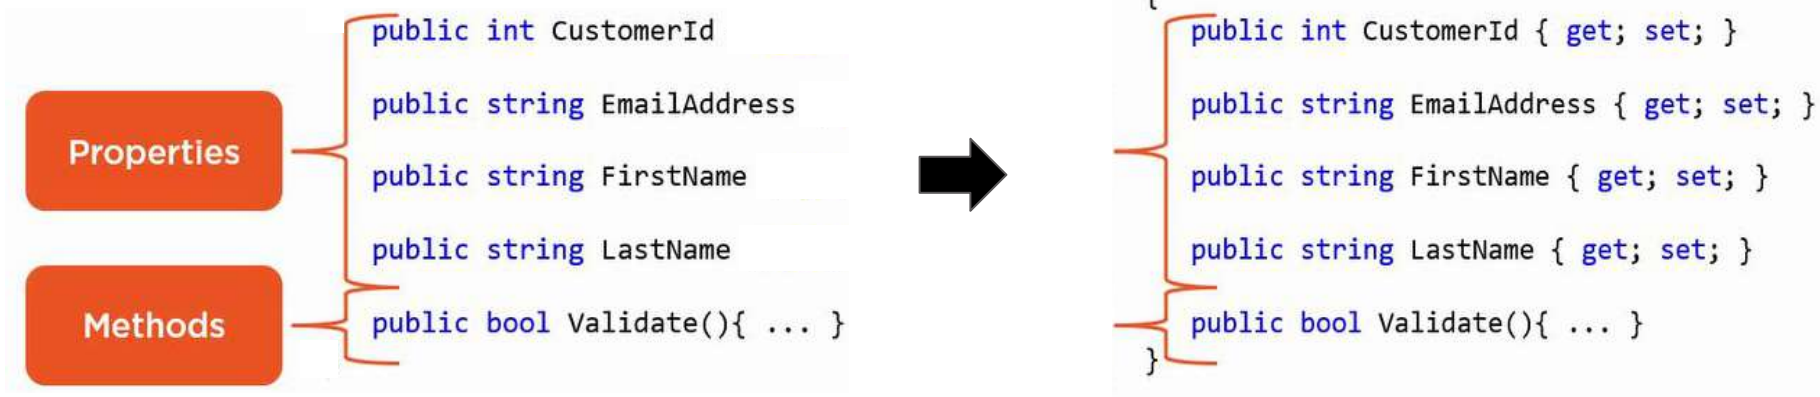 Properties
Methods
public int CustomerId
public string EmailAddress
public string FirstName
public string LastName
public bool Validate(){ ... }
{
public int CustomerId { get; set; }
public string EmailAddress { get; set; }
public string FirstName { get; set; }
public string LastName { get; set; }
public bool Validate(){ ... }
}